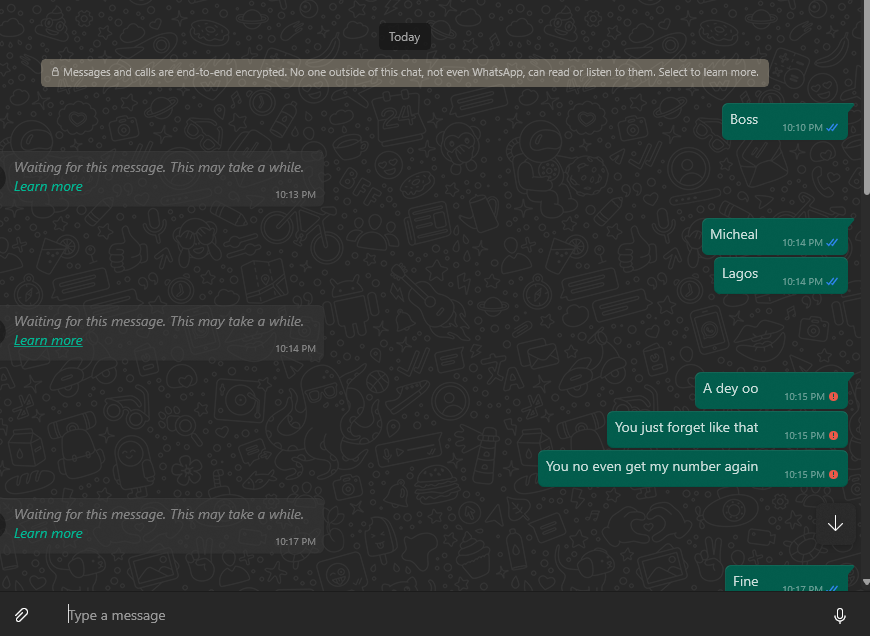 Today
Messages and calls are end-to-end encrypted. No one outside of this chat, not even WhatsApp, can read or listen to them. Select to learn more.
Boss
10:10 PM
Waiting for this message. This may take a while.
Learn more
10:13 PM
Micheal
10:14 PM
Lagos
10:14 PM
Waiting for this message. This may take a while.
Learn more
10:14 PM
A dey oo
10:15 PM
You just forget like that
10:15 PM
You no even get my number again
10:15 PM
Waiting for this message. This may take a while.
Learn more
10:17 PM
Fine
10:17 PM
Type a message